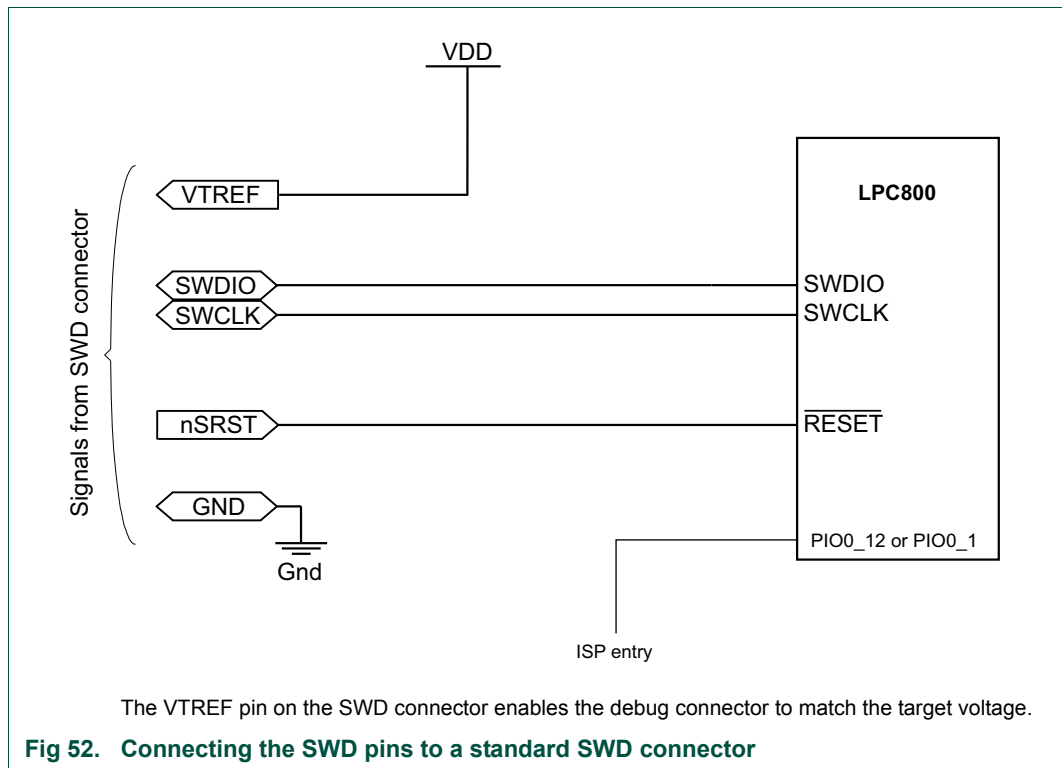 VDD
VTREF
LPC800
SWDIO
SWCLK
SWDIO
SWCLK
nSRST
RESET
GND
Gnd
PIO0_12 or PIO0_1
ISP entry
Signals from SWD connector
The VTREF pin on the SWD connector enables the debug connector to match the target voltage.
Fig 52. Connecting the SWD pins to a standard SWD connector